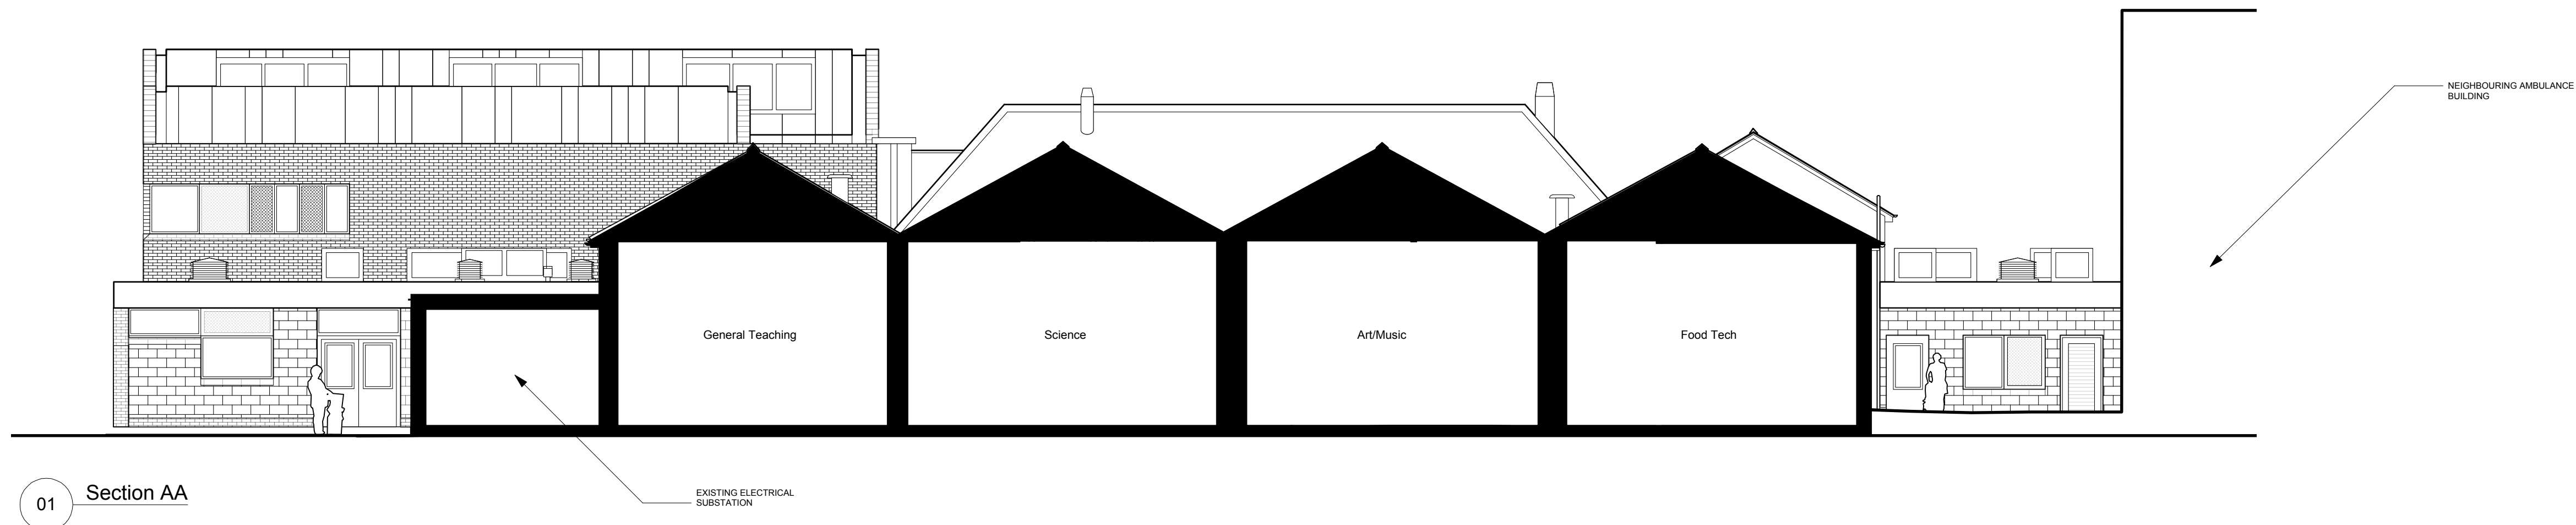 NEIGHBOURING AMBULANCE
BUILDING
General Teaching
Science
Art/Music
Food Tech
EXISTING ELECTRICAL
SUBSTATION
01
Section AA